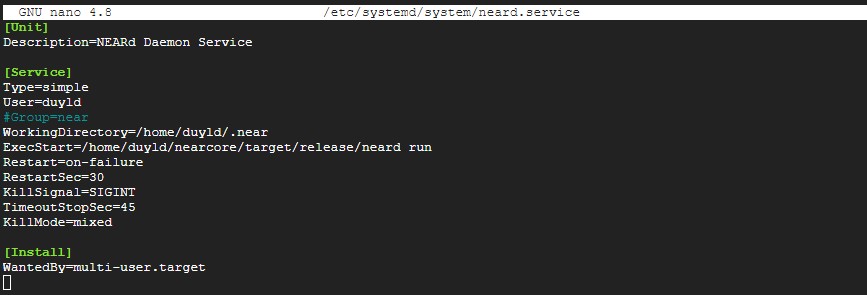 GNU nano 4.8 /etc/systemd/system/neard.service
[Unit]
Description=NEARd Daemon Service
[Service]
Type=simple
User=duyld
#Group=near
WorkingDirectory=/home/duyld/.near
ExecStart=/home/duyld/nearcore/target/release/neard run
Restart=on-failure
RestartSec=30
KillSignal=SIGINT
TimeoutStopSec=45
KillMode=mixed
[Install]
WantedBy=multi-user.target